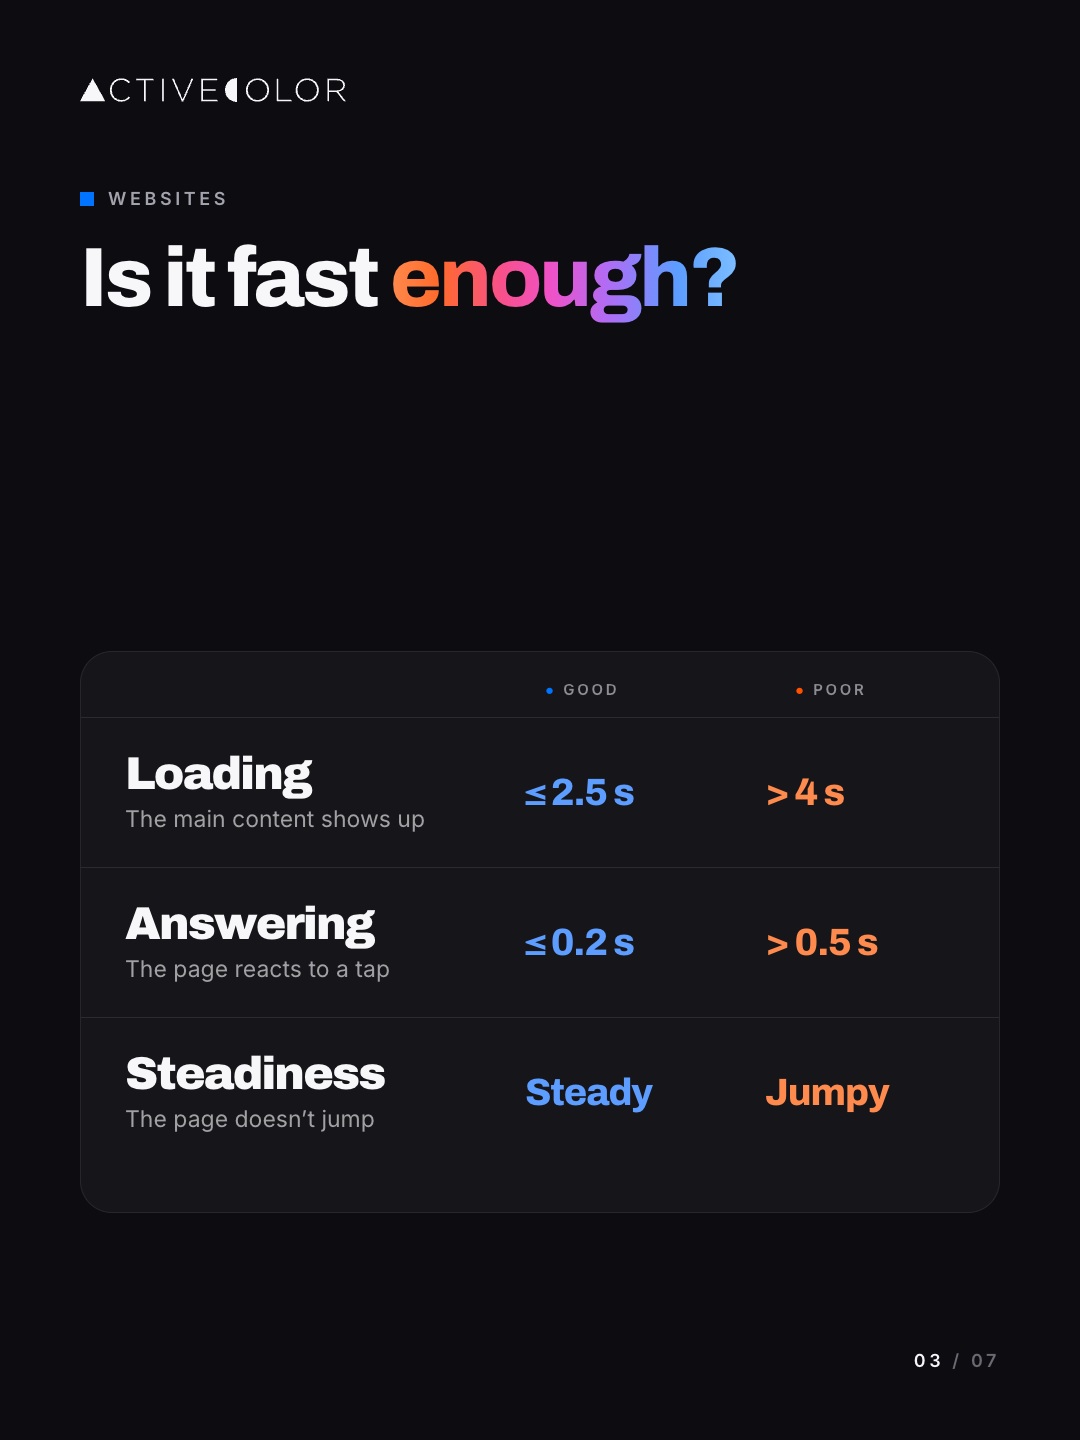 ACTIVECOLOR
WEBSITES
Is it fast enough?
GOOD POOR
Loading
The main content shows up
≤ 2.5 s > 4 s
Answering
The page reacts to a tap
≤ 0.2 s > 0.5 s
Steadiness
The page doesn’t jump
Steady Jumpy
03 / 07